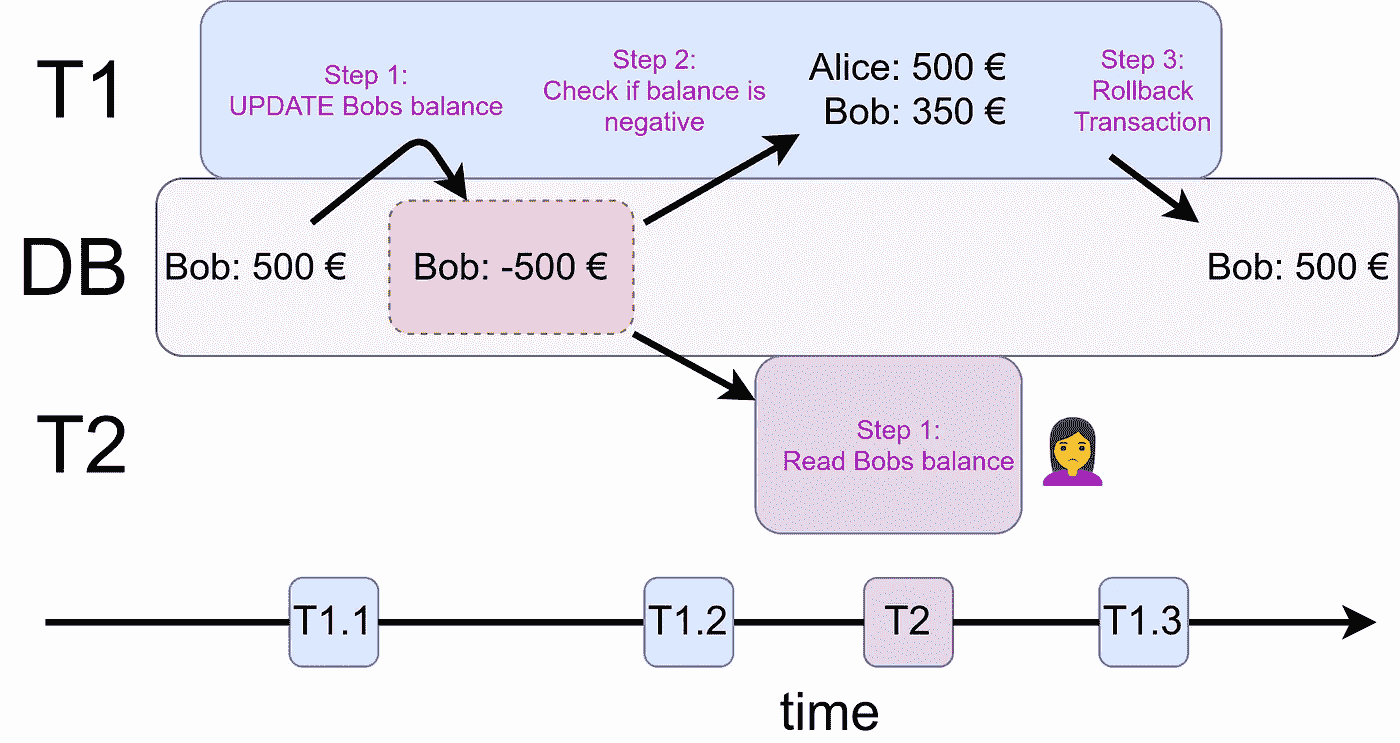 T1
Step 1:
UPDATE Bobs balance
Step 2:
Check if balance is
negative
Alice: 500 €
Bob: 350 €
Step 3:
Rollback
Transaction
DB
Bob: 500 €
Bob: -500 €
Bob: 500 €
T2
Step 1:
Read Bobs balance
T1.1
T1.2
T2
T1.3
time